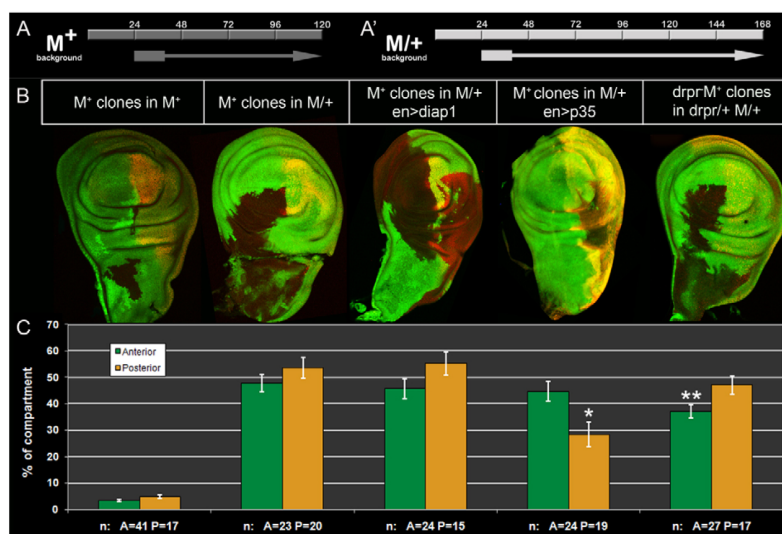 A
M+
background
24 48 72 96 120
A'
M/+
background
24 48 72 96 120 144 168
B
M+ clones in M+
M+ clones in M/+
M+ clones in M/+
en>diap1
M+ clones in M/+
en>p35
drpr-M+ clones
in drpr/+ M/+
C
% of compartment
70
60
50
40
30
20
10
0
Anterior
Posterior
*
**
n: A=41 P=17
n: A=23 P=20
n: A=24 P=15
n: A=24 P=19
n: A=27 P=17